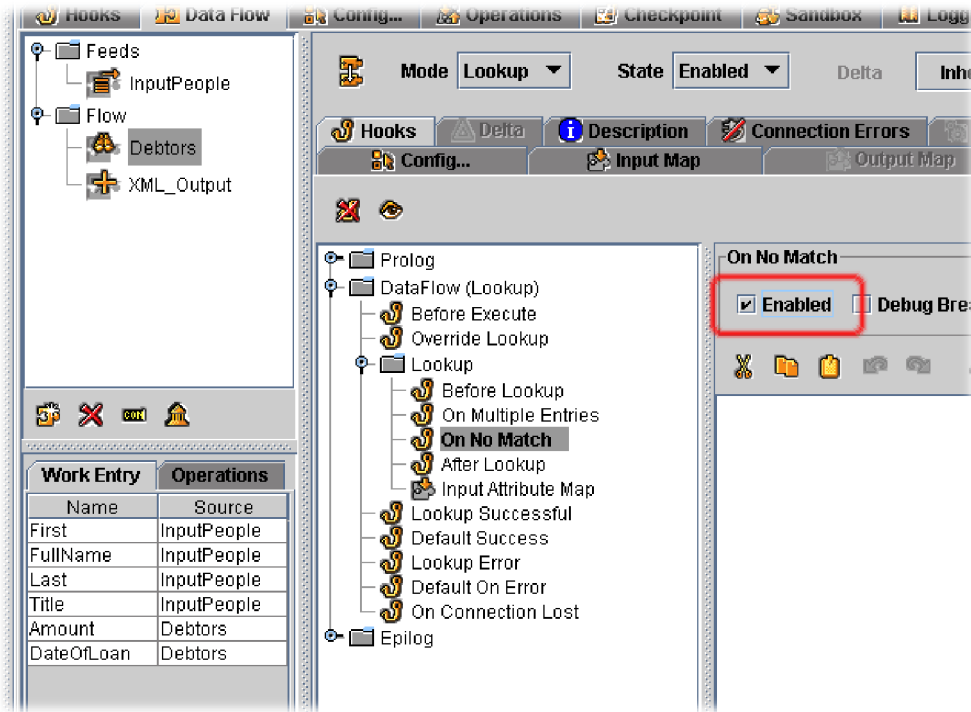 Hooks Data Flow Config... Operations Checkpoint Sandbox Logg
Feeds
InputPeople
Flow
Debtors
XML_Output
Mode Lookup State Enabled Delta Inh
Hooks Delta Description Connection Errors
Config... Input Map Output Map
Prolog
DataFlow (Lookup)
Before Execute
Override Lookup
Lookup
Before Lookup
On Multiple Entries
On No Match
After Lookup
Input Attribute Map
Lookup Successful
Default Success
Lookup Error
Default On Error
On Connection Lost
Epilog
On No Match
Enabled Debug Brea
Work Entry Operations
Name Source
First InputPeople
FullName InputPeople
Last InputPeople
Title InputPeople
Amount Debtors
DateOfLoan Debtors